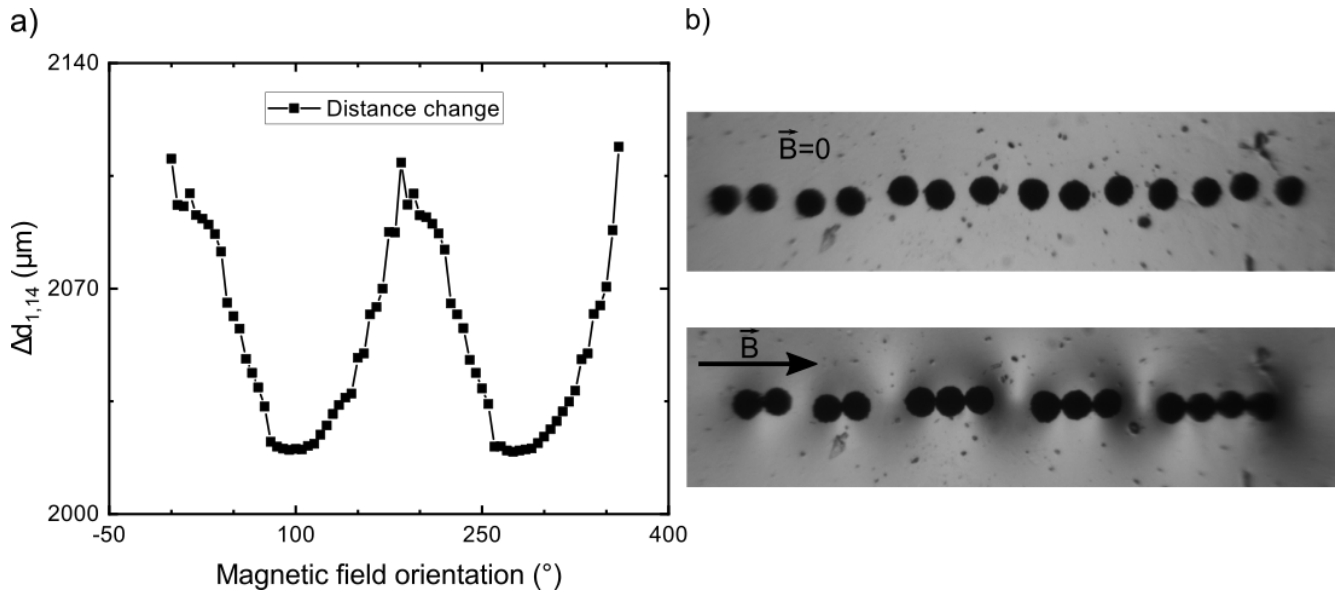 a)
b)
2140
2070
2000
Δd1,14 (μm)
Distance change
-50
100
250
400
Magnetic field orientation (°)
B⃗=0
B⃗